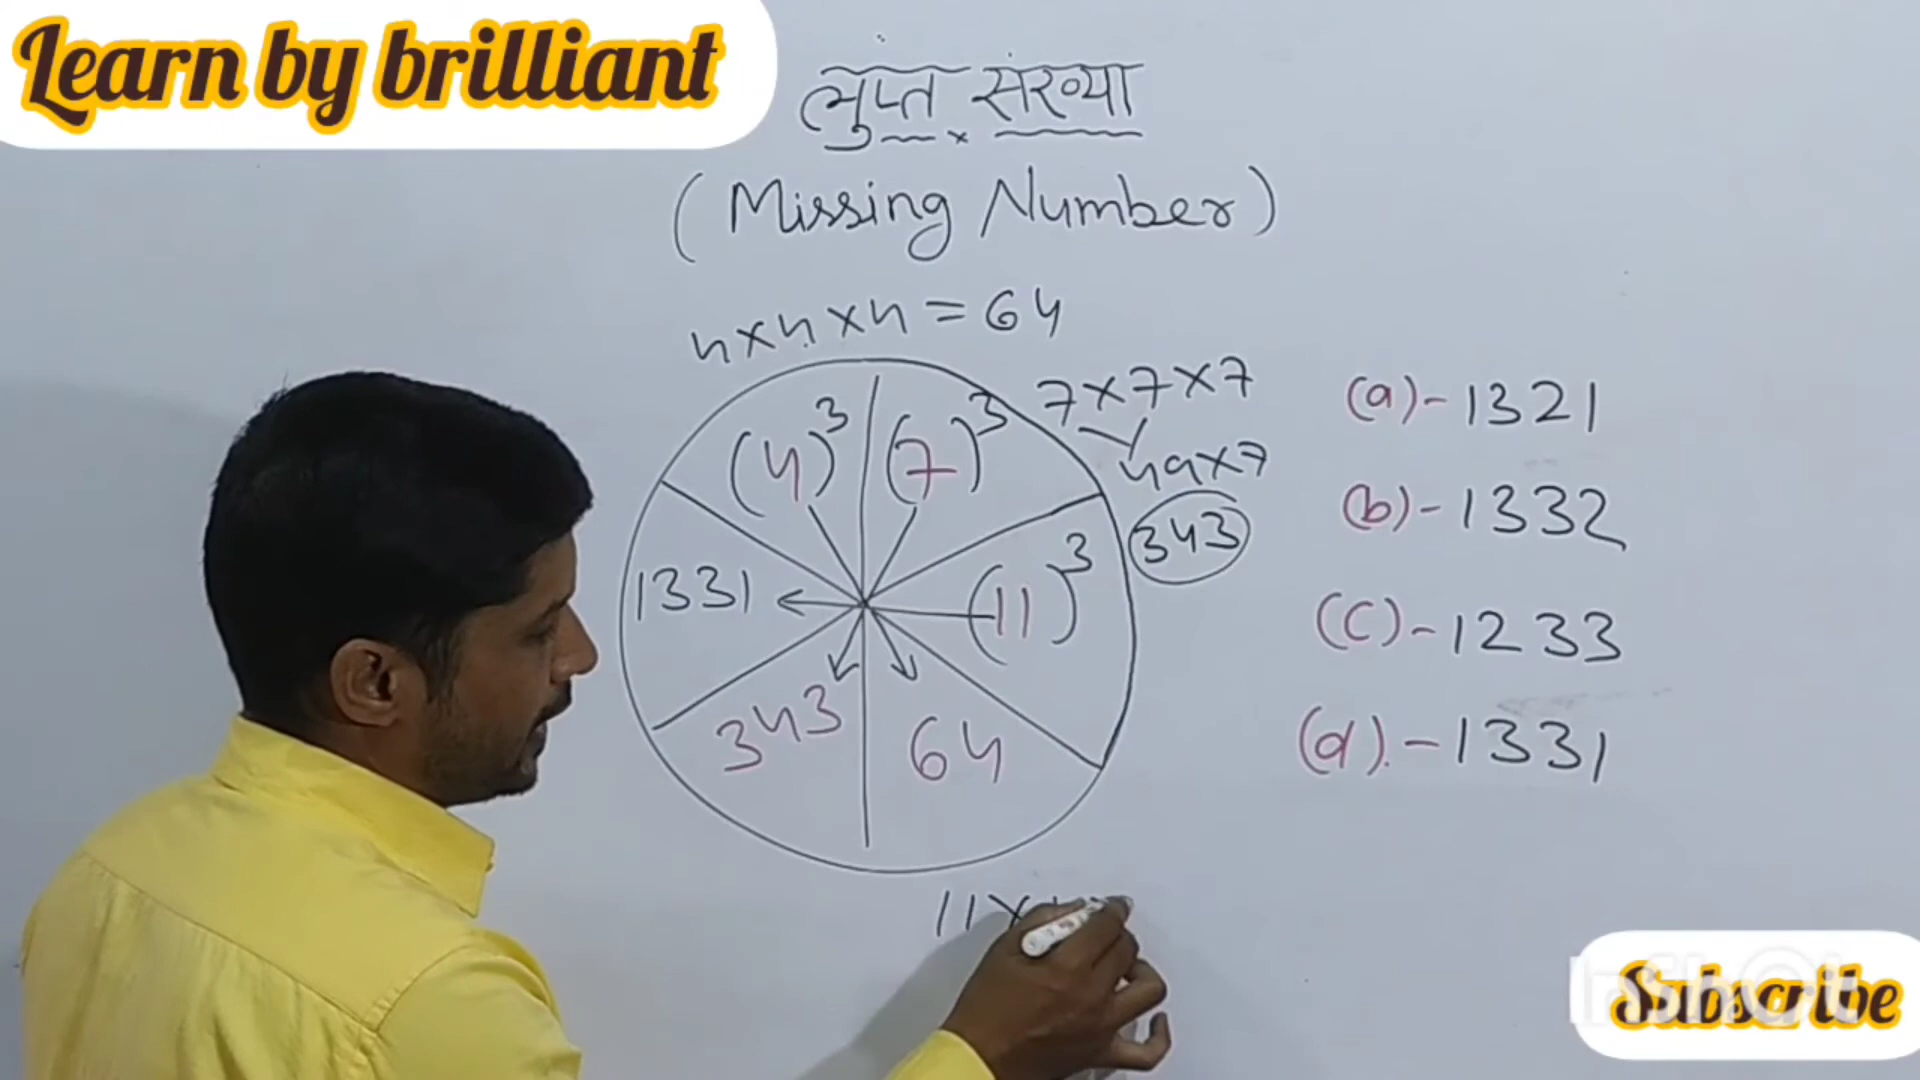 Learn by brilliant
लुप्त संख्या
(Missing Number)
4×4×4=64
7×7×7
49×7
343
(4)³
(7)³
(11)³
1331
343
64
(a)-1321
(b)-1332
(c)-1233
(d).-1331
11×
Subscribe